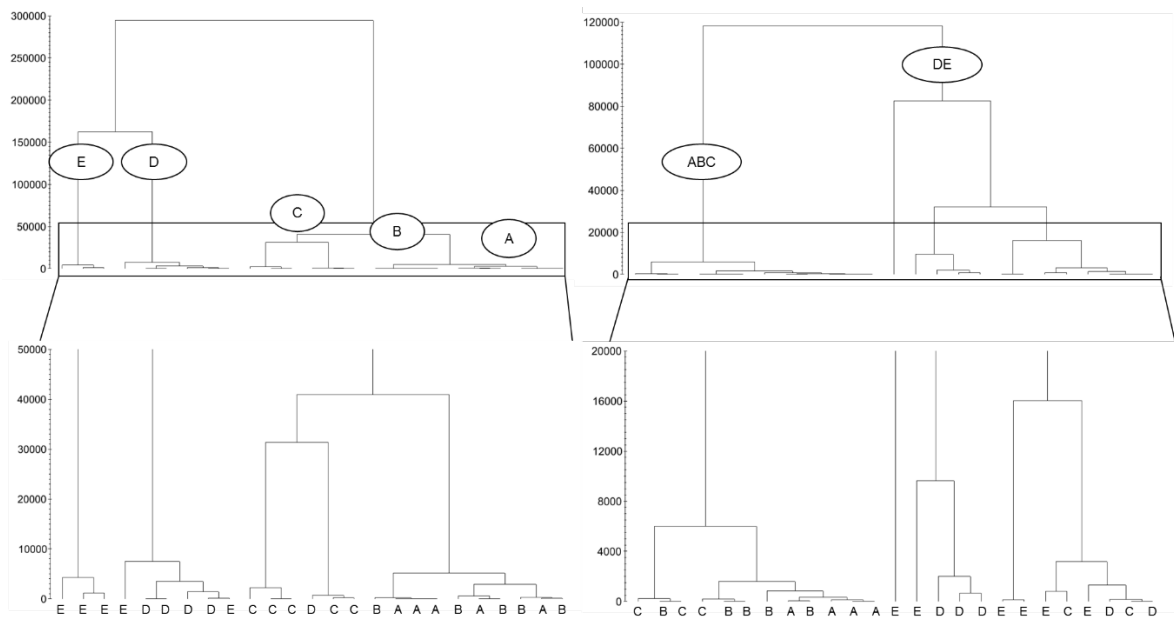 300000
250000
200000
150000
100000
50000
0
E
D
C
B
A
120000
100000
80000
60000
40000
20000
0
DE
ABC
50000
40000
30000
20000
10000
0
E E E E D D D D E C C C D C C B A A A B A B B A B
20000
16000
12000
8000
4000
0
C B C C B B B A B A A A E E D D D E E E C E D C D